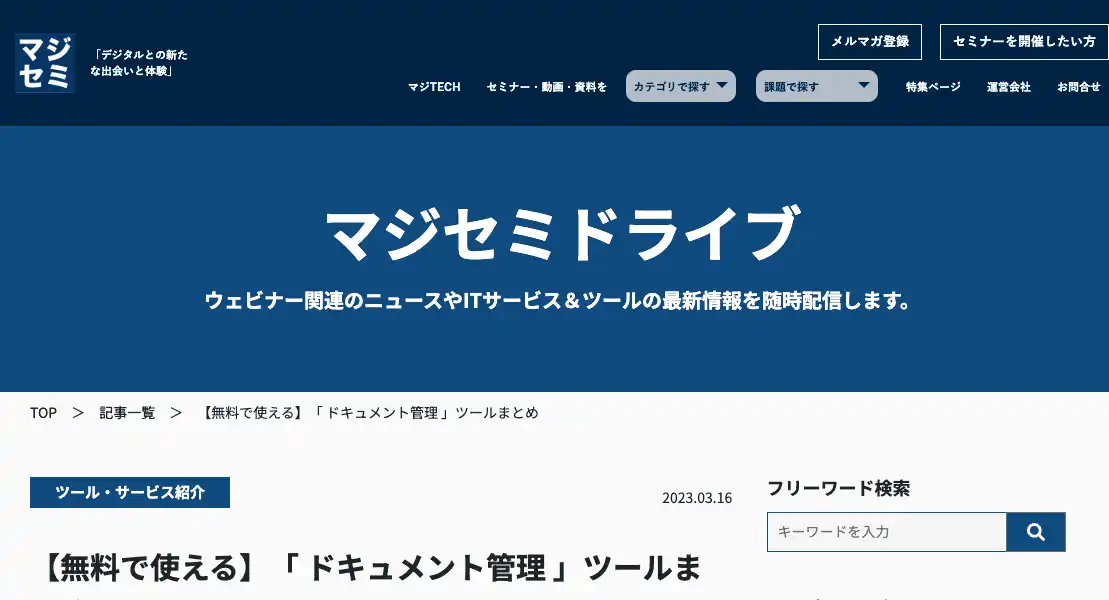 マジ
セミ
「デジタルとの新た
な出会いと体験」
メルマガ登録
セミナーを開催したい方
マジTECH
セミナー・動画・資料を
カテゴリで探す
課題で探す
特集ページ
運営会社
お問合せ
マジセミドライブ
ウェビナー関連のニュースやITサービス＆ツールの最新情報を随時配信します。
TOP ＞ 記事一覧 ＞ 【無料で使える】「 ドキュメント管理 」ツールまとめ
ツール・サービス紹介
2023.03.16
フリーワード検索
キーワードを入力
【無料で使える】「 ドキュメント管理 」ツールま